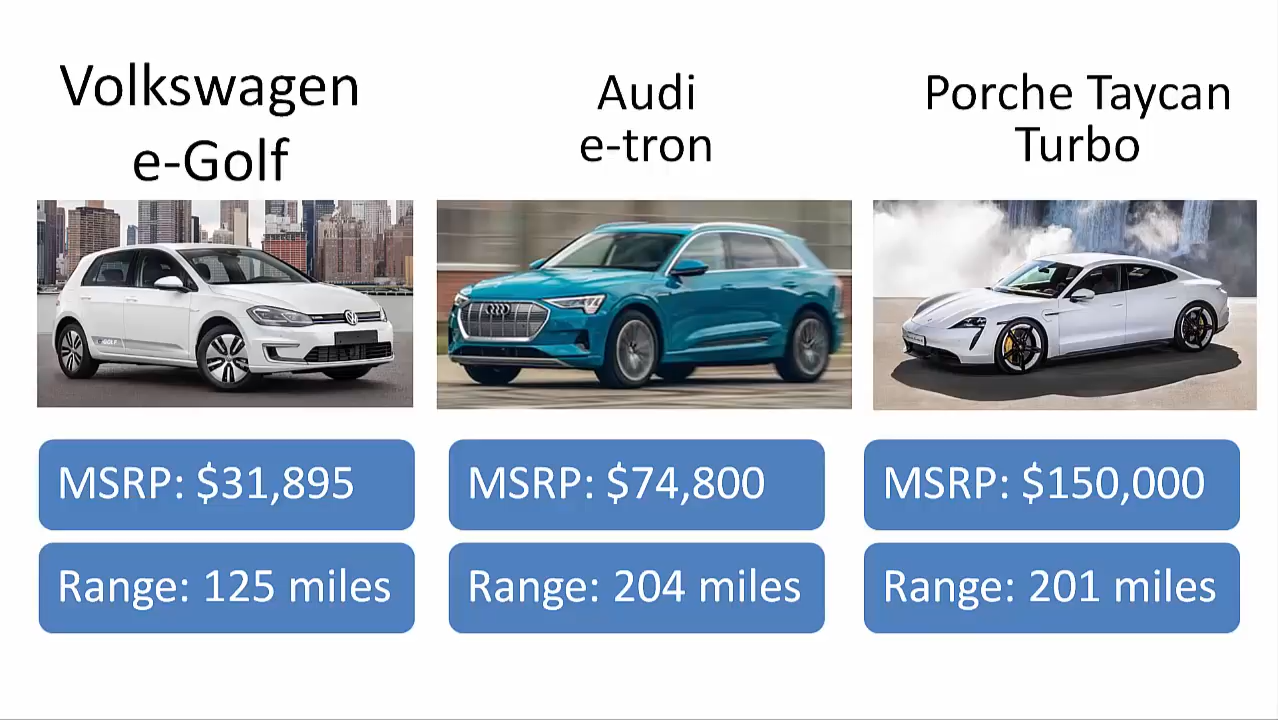 Volkswagen
e-Golf
Audi
e-tron
Porche Taycan
Turbo
MSRP: $31,895
MSRP: $74,800
MSRP: $150,000
Range: 125 miles
Range: 204 miles
Range: 201 miles